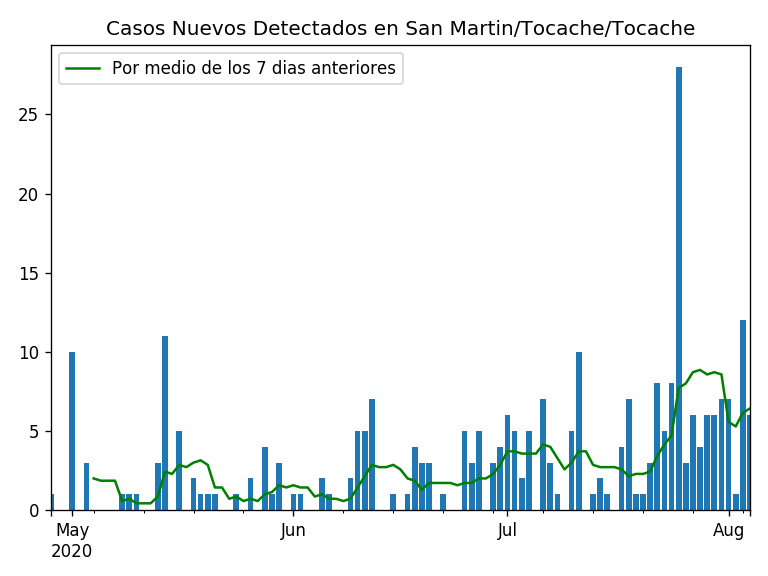 Casos Nuevos Detectados en San Martin/Tocache/Tocache
Por medio de los 7 dias anteriores
25
20
15
10
5
0
May Jun Jul Aug
2020